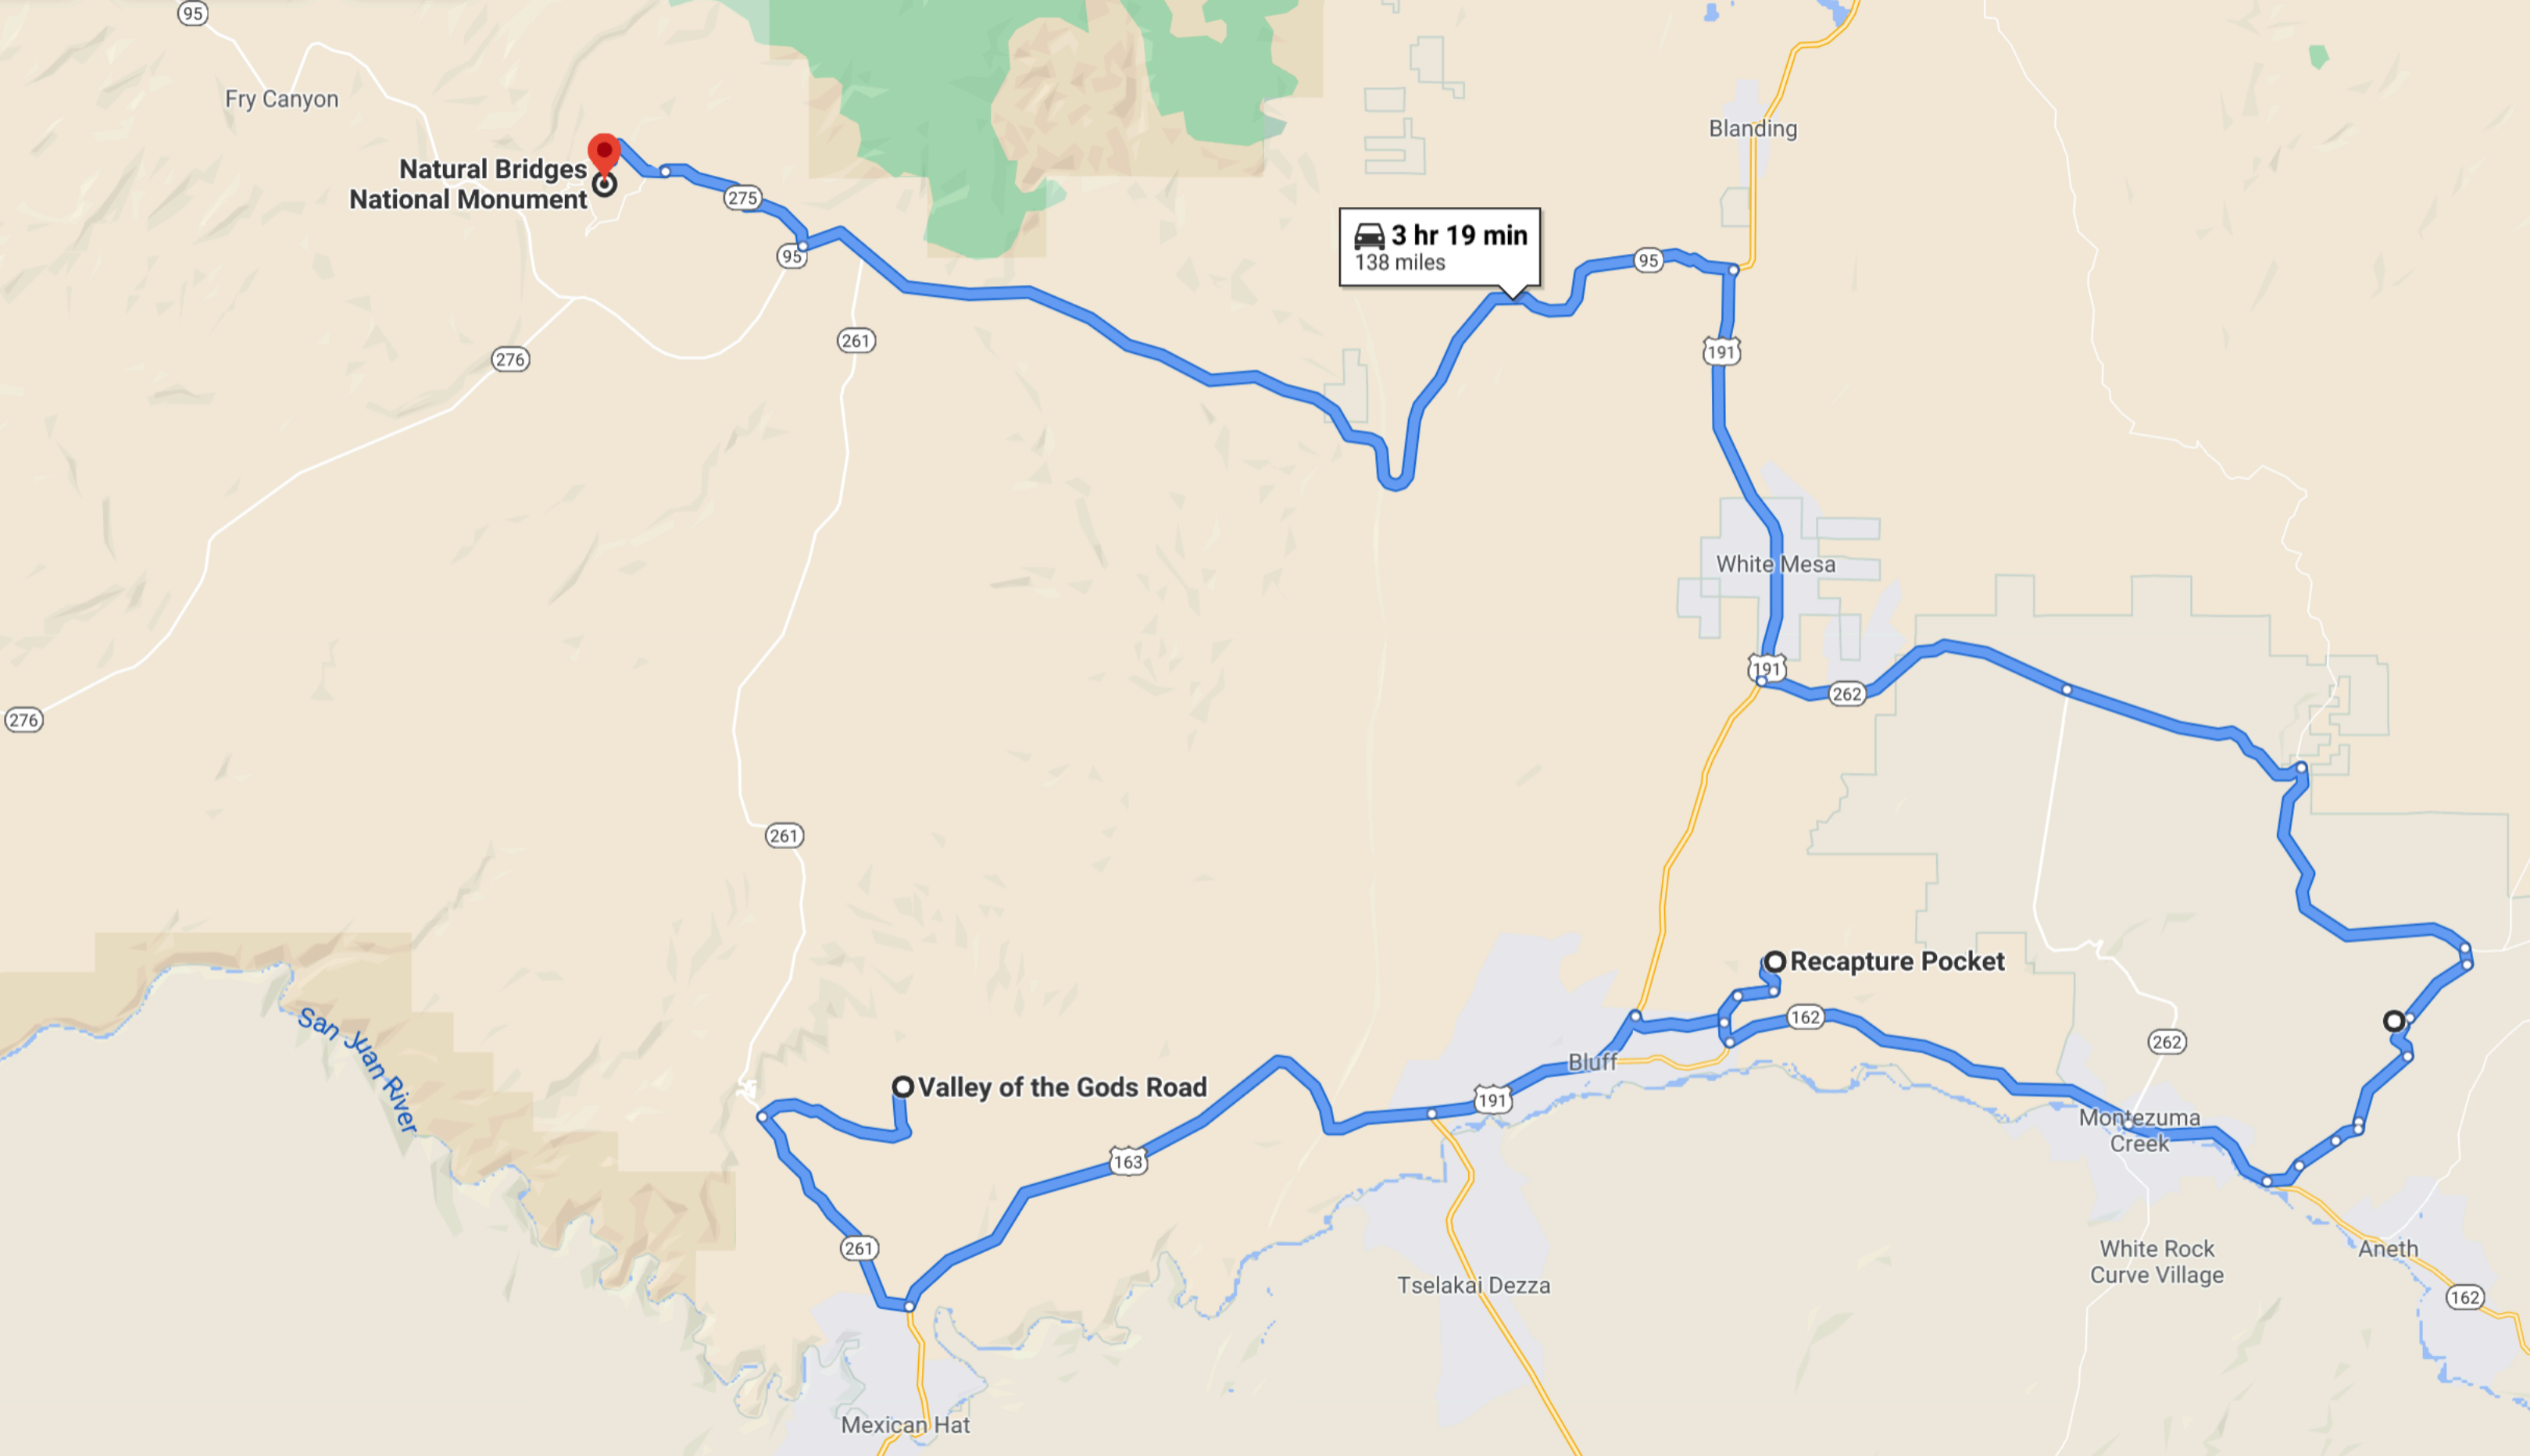 95
Fry Canyon
Blanding
Natural Bridges
National Monument
275
95
3 hr 19 min
138 miles
95
276
261
191
White Mesa
191
262
276
261
Recapture Pocket
San Juan River
162
262
Bluff
Valley of the Gods Road
191
Montezuma
Creek
163
261
White Rock
Curve Village
Aneth
Tselakai Dezza
162
Mexican Hat